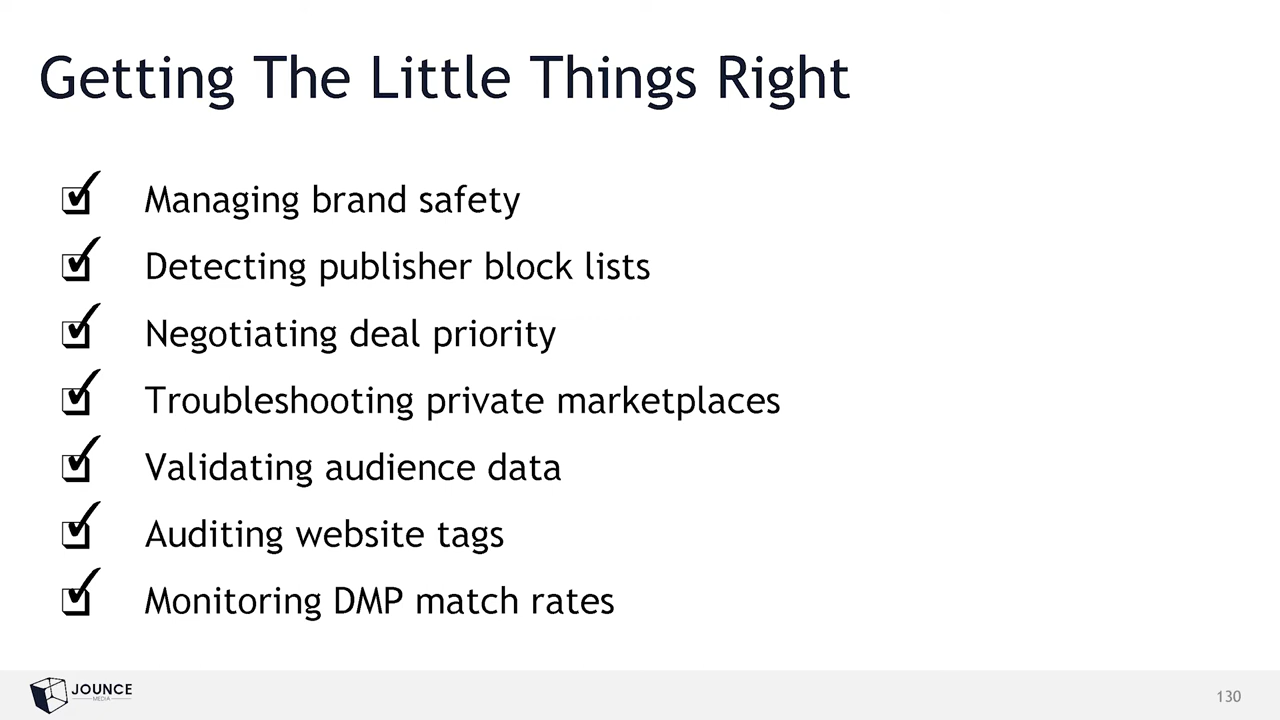 Getting The Little Things Right
Managing brand safety
Detecting publisher block lists
Negotiating deal priority
Troubleshooting private marketplaces
Validating audience data
Auditing website tags
Monitoring DMP match rates
JOUNCE
MEDIA
130